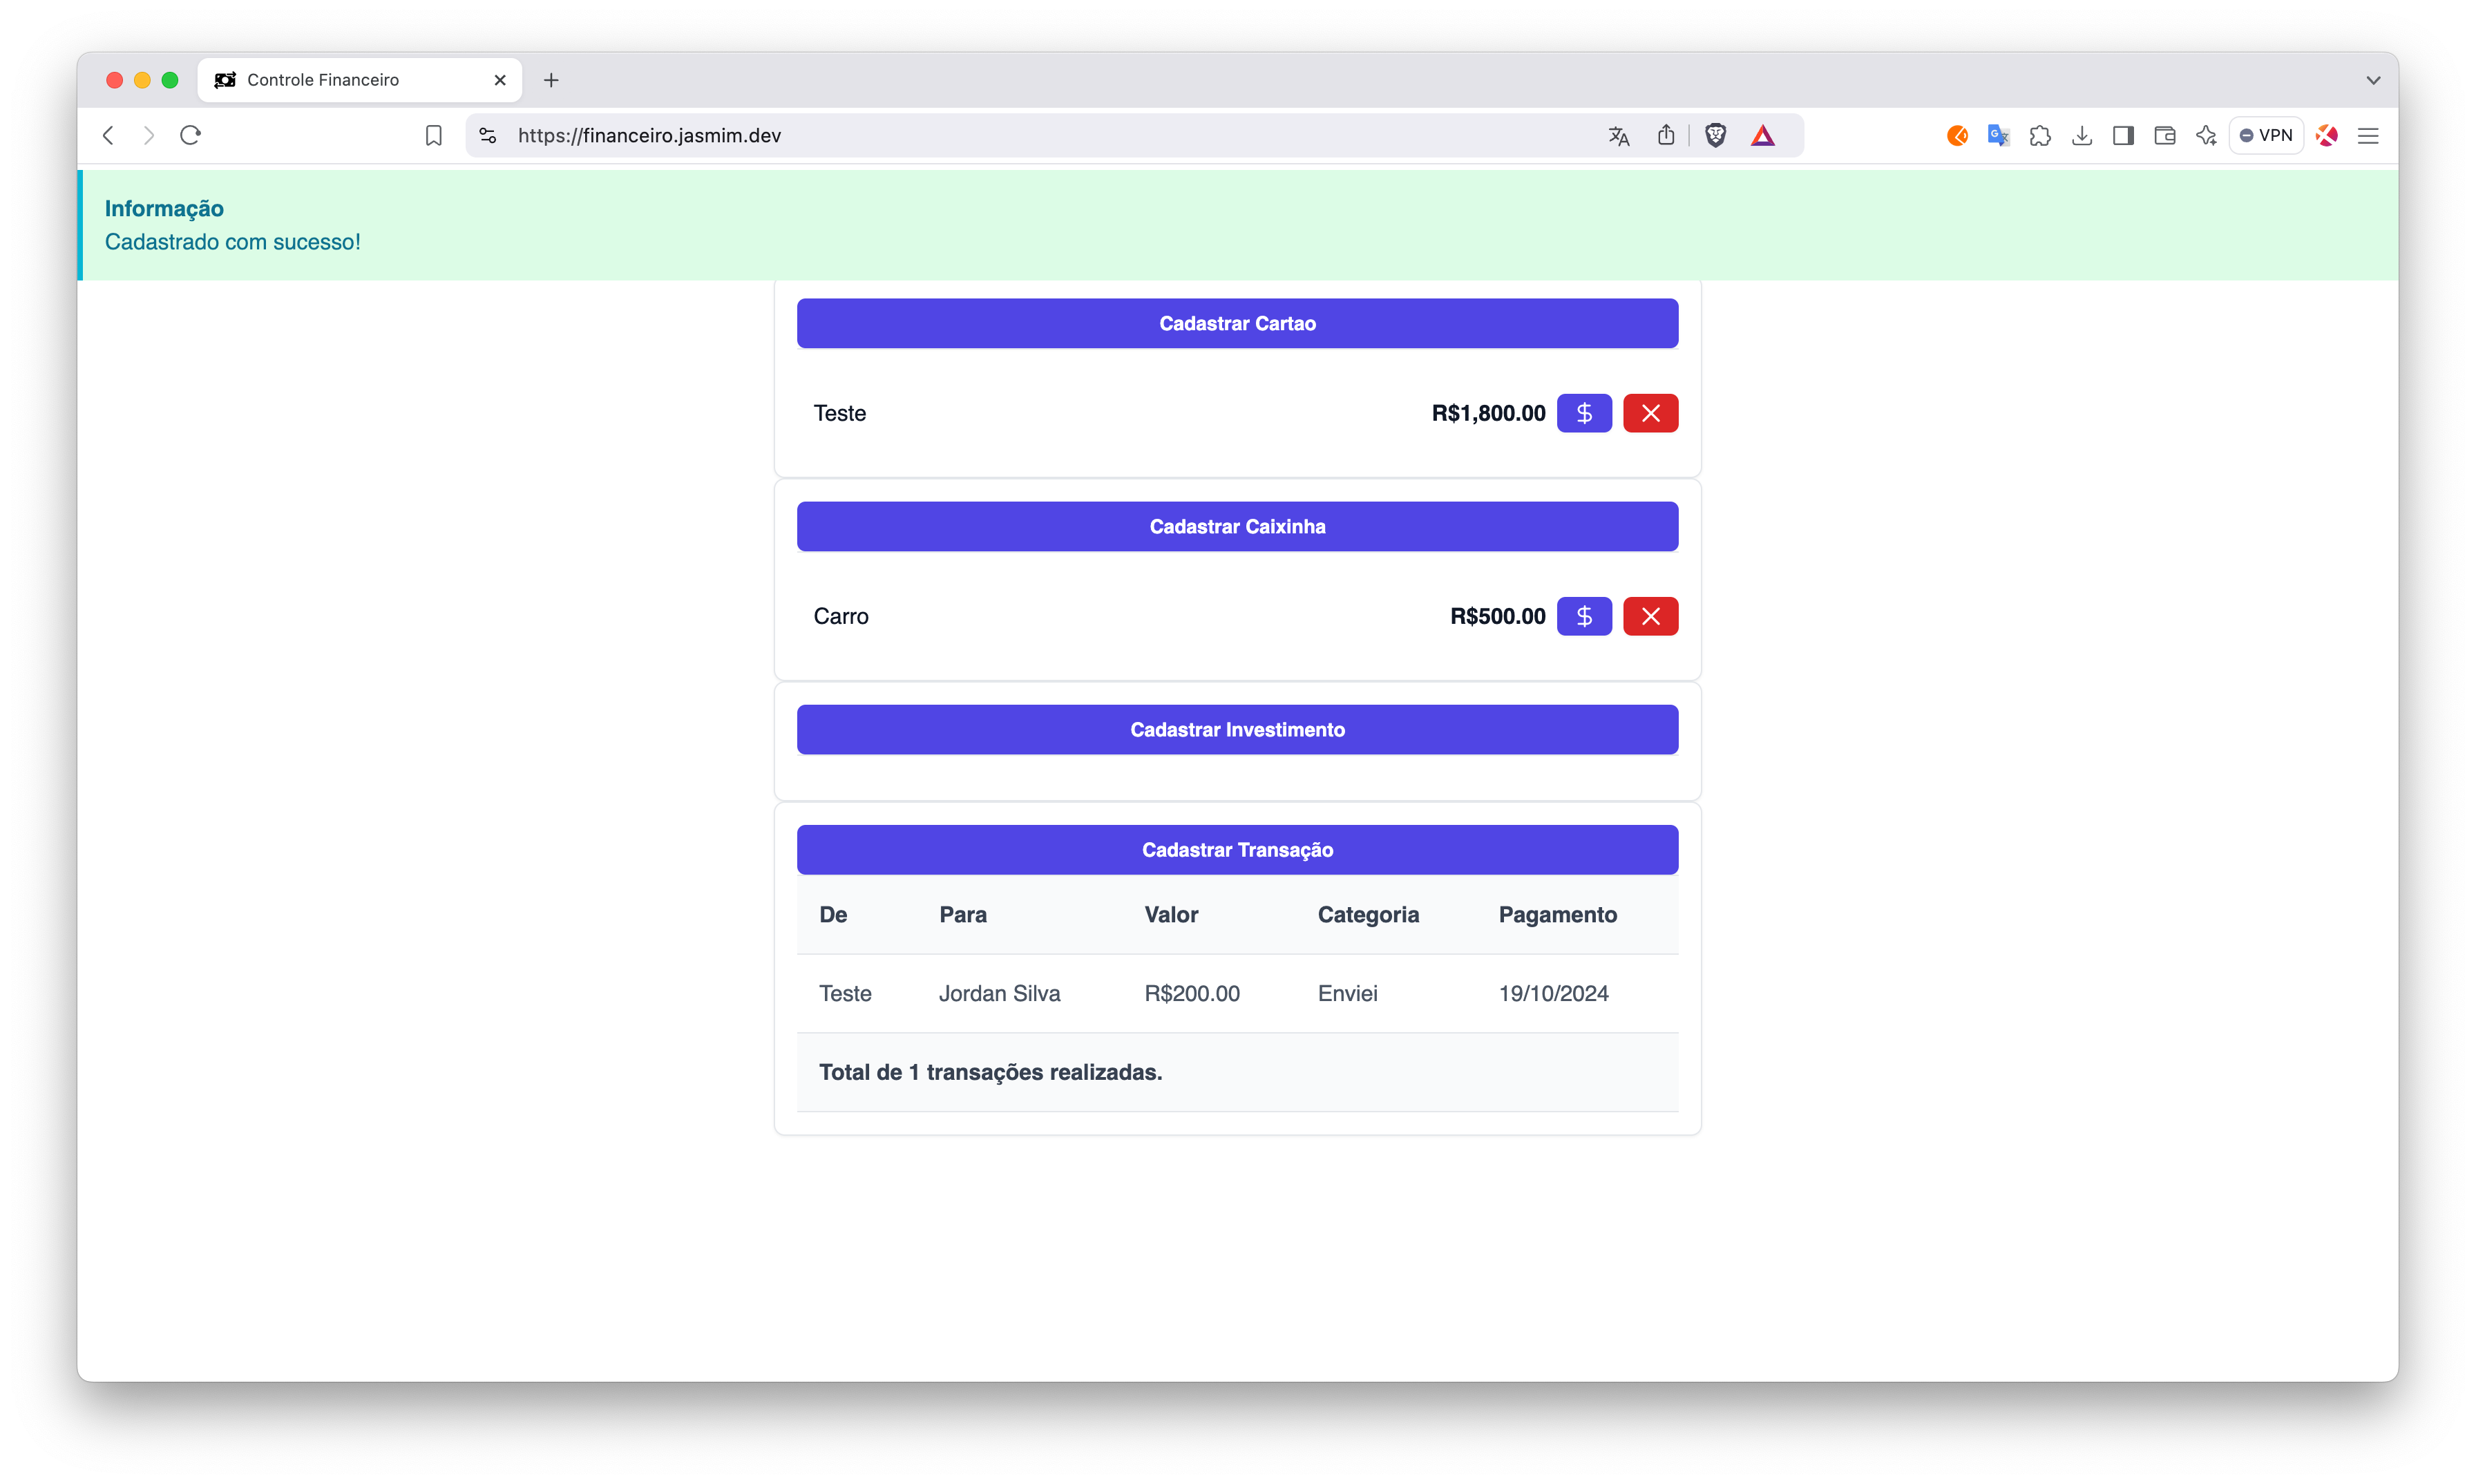 Controle Financeiro
https://financeiro.jasmim.dev
VPN
Informação
Cadastrado com sucesso!
Cadastrar Cartao
Teste R$1,800.00 $
Cadastrar Caixinha
Carro R$500.00 $
Cadastrar Investimento
Cadastrar Transação
De Para Valor Categoria Pagamento
Teste Jordan Silva R$200.00 Enviei 19/10/2024
Total de 1 transações realizadas.